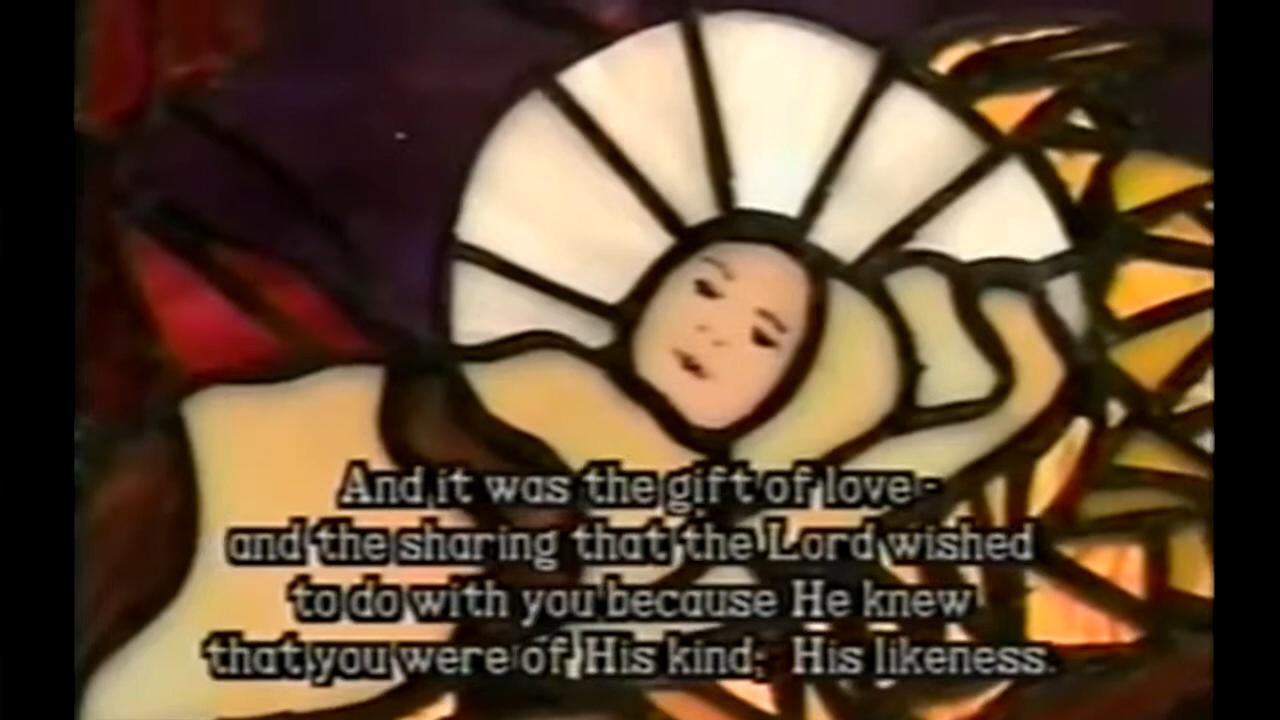 And it was the gift of love -
and the sharing that the Lord wished
to do with you because He knew
that you were of His kind; His likeness.